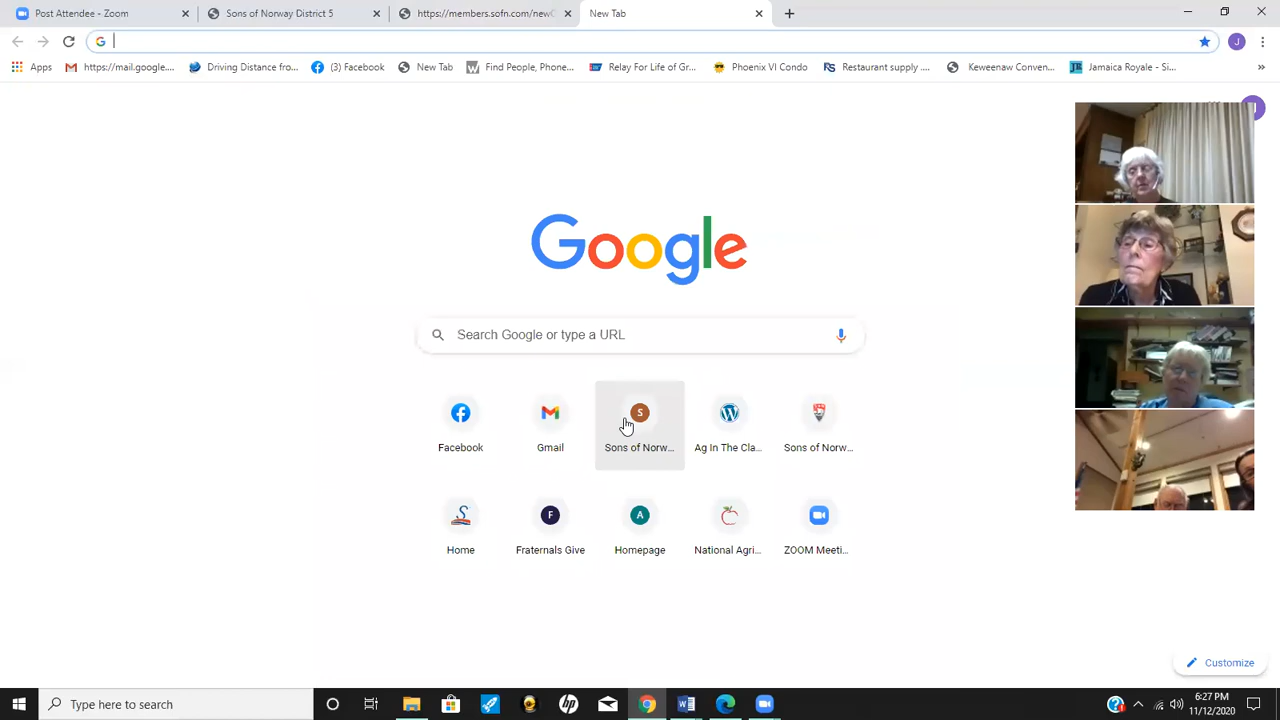 Post Attendee - Zoom
Sons of Norway District 5
https://members.sofn.com/new
New Tab
G
J
Apps
https://mail.google....
Driving Distance from...
(3) Facebook
New Tab
Find People, Phone...
Relay For Life of Gr...
Phoenix VI Condo
Restaurant supply ....
Keweenaw Conven...
Jamaica Royale - Si...
Google
Search Google or type a URL
S
Facebook
Gmail
Sons of Norw...
Ag In The Cla...
Sons of Norw...
F
A
Home
Fraternals Give
Homepage
National Agri...
ZOOM Meeti...
Customize
Type here to search
hp
6:27 PM
11/12/2020